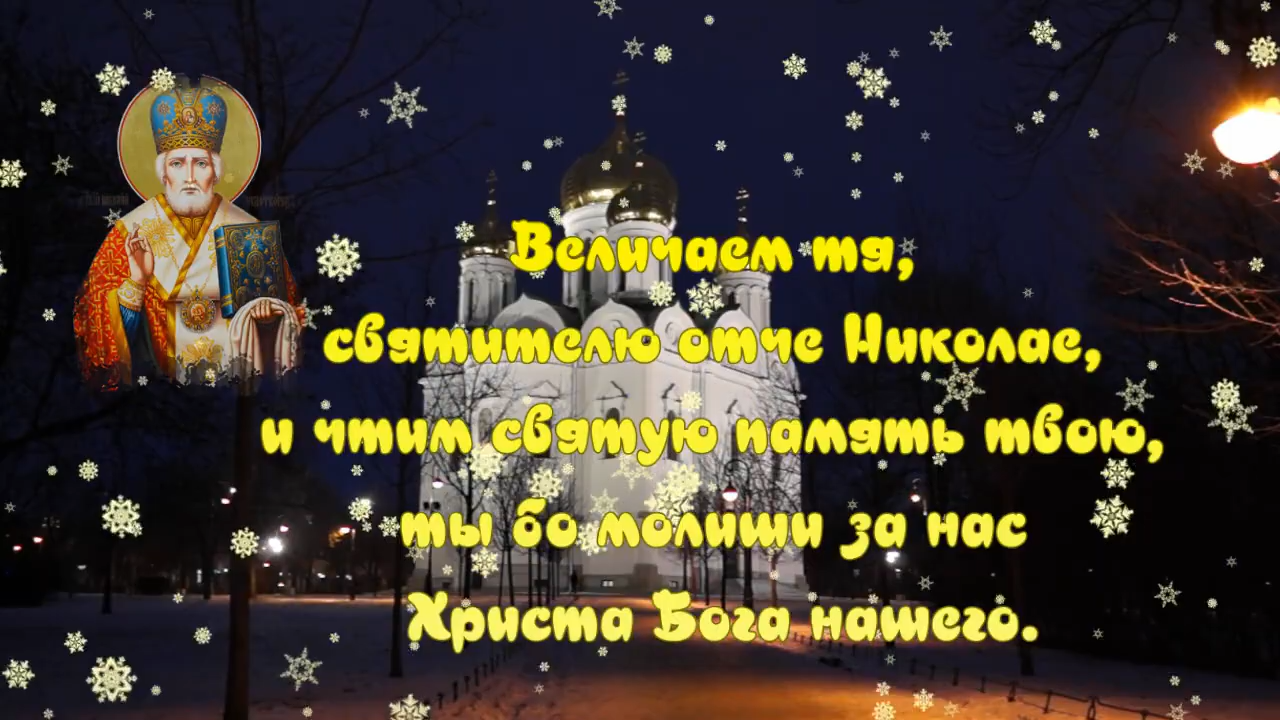 Величаем тя,
святителю отче Николае,
и чтим святую память твою,
ты бо молиши за нас
Христа Бога нашего.